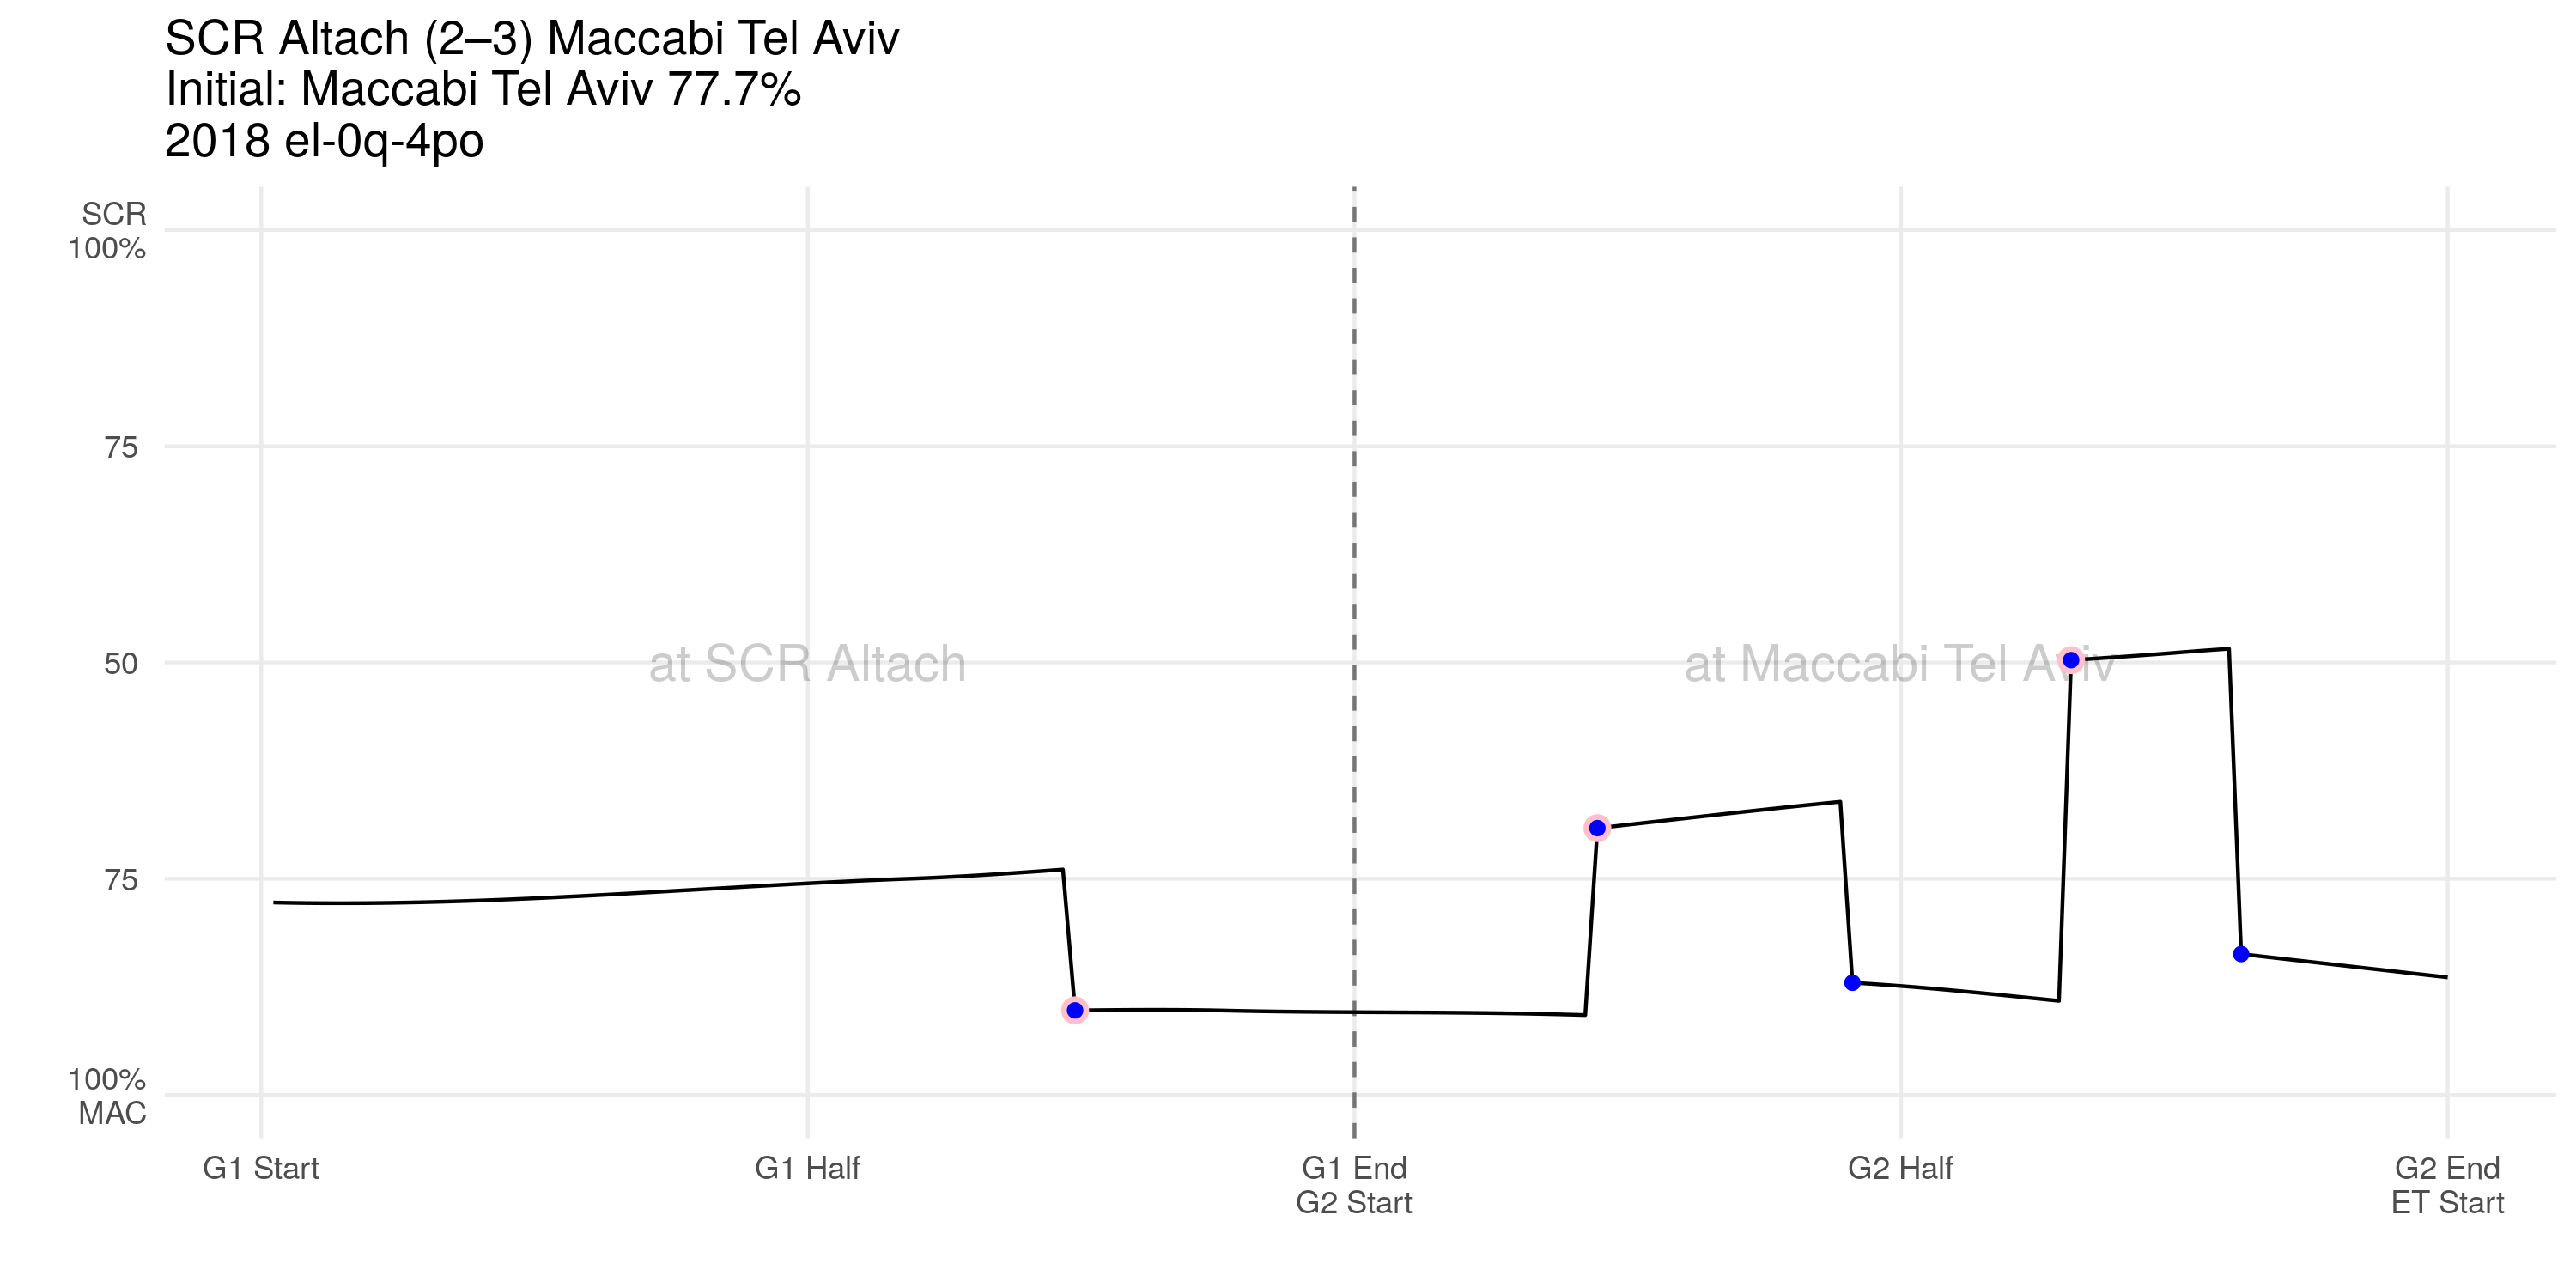 SCR Altach (2–3) Maccabi Tel Aviv
Initial: Maccabi Tel Aviv 77.7%
2018 el-0q-4po
SCR
100%
75
50
75
100%
MAC
at SCR Altach
at Maccabi Tel Aviv
G1 Start
G1 Half
G1 End
G2 Start
G2 Half
G2 End
ET Start